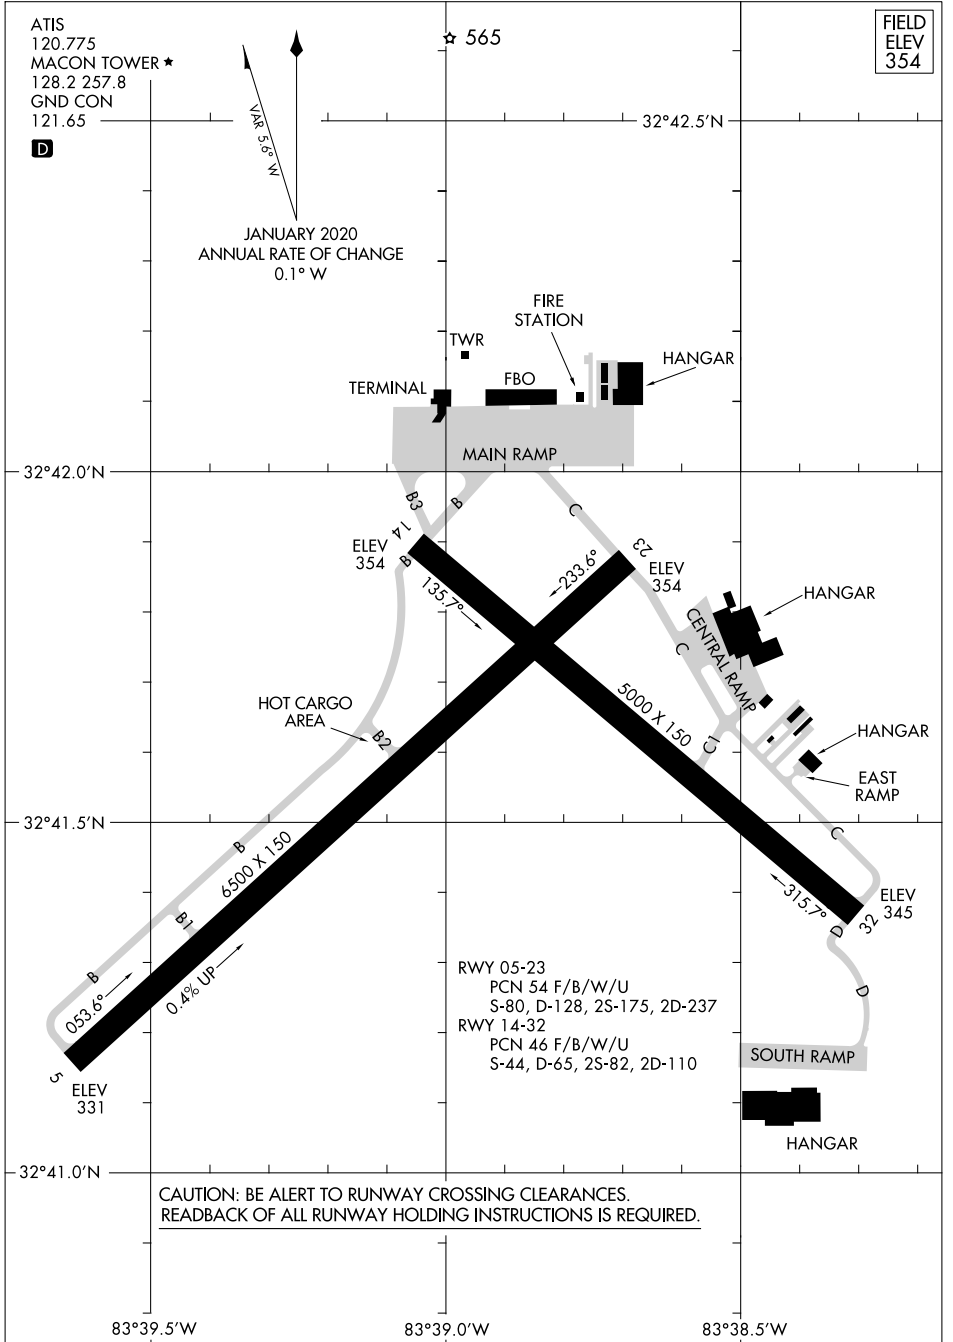 ATIS
120.775
MACON TOWER ★
128.2 257.8
GND CON
121.65
D
565
FIELD
ELEV
354
VAR 5.6° W
32°42.5'N
JANUARY 2020
ANNUAL RATE OF CHANGE
0.1° W
FIRE
STATION
TWR
HANGAR
TERMINAL
FBO
MAIN RAMP
32°42.0'N
B3
B
C
14
23
ELEV
354
B
135.7°
233.6°
ELEV
354
HANGAR
CENTRAL RAMP
C
HOT CARGO
AREA
B2
5000 X 150
C1
HANGAR
EAST
RAMP
32°41.5'N
C
B
6500 X 150
B1
315.7°
ELEV
345
32
D
B
053.6°
0.4% UP
D
RWY 05-23
PCN 54 F/B/W/U
S-80, D-128, 2S-175, 2D-237
RWY 14-32
PCN 46 F/B/W/U
S-44, D-65, 2S-82, 2D-110
SOUTH RAMP
5
ELEV
331
HANGAR
32°41.0'N
CAUTION: BE ALERT TO RUNWAY CROSSING CLEARANCES.
READBACK OF ALL RUNWAY HOLDING INSTRUCTIONS IS REQUIRED.
83°39.5'W
83°39.0'W
83°38.5'W